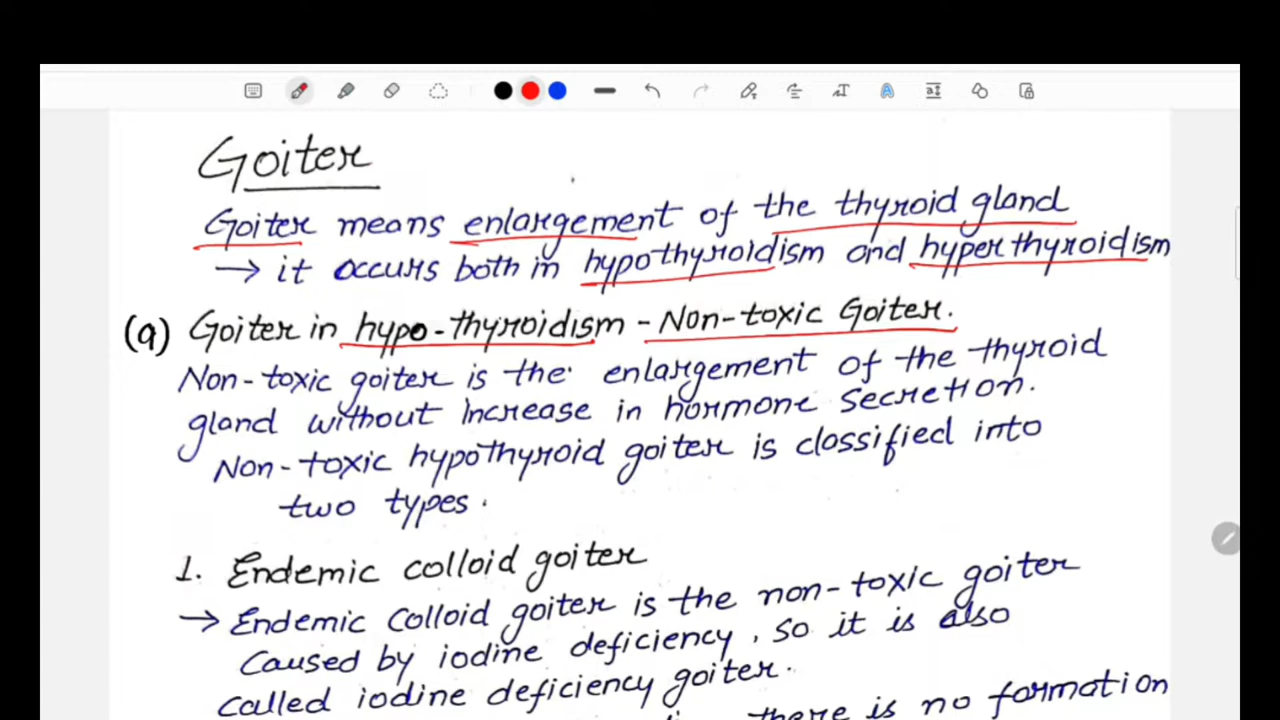 Goiter
Goiter means enlargement of the thyroid gland
→ it occurs both in hypothyroidism and hyperthyroidism
(a) Goiter in hypo-thyroidism - Non-toxic Goiter.
Non-toxic goiter is the enlargement of the thyroid
gland without increase in hormone secretion.
Non-toxic hypothyroid goiter is classified into
two types.
1. Endemic colloid goiter
→ Endemic colloid goiter is the non-toxic goiter
caused by iodine deficiency, so it is also
called iodine deficiency goiter.
there is no formation